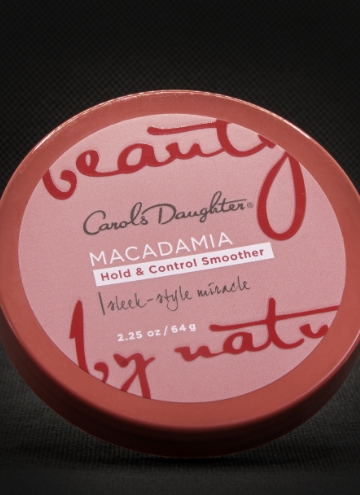 beauty
Carol's Daughter®
MACADAMIA
Hold & Control Smoother
1 sleek-style miracle
2.25 oz / 64 g
by natu